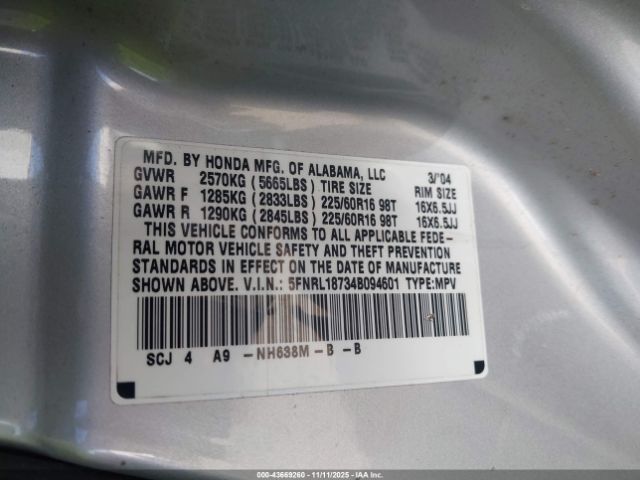 MFD. BY HONDA MFG. OF ALABAMA, LLC 3/'04
GVWR 2570KG ( 5665LBS ) TIRE SIZE RIM SIZE
GAWR F 1285KG ( 2833LBS ) 225/60R16 98T 16X6.5JJ
GAWR R 1290KG ( 2845LBS ) 225/60R16 98T 16X6.5JJ
THIS VEHICLE CONFORMS TO ALL APPLICABLE FEDE-
RAL MOTOR VEHICLE SAFETY AND THEFT PREVENTION
STANDARDS IN EFFECT ON THE DATE OF MANUFACTURE
SHOWN ABOVE. V.I.N.: 5FNRL18734B094601 TYPE:MPV
SCJ 4 A9 -NH638M-B -B
000-43669260 - 11/11/2025 - IAAI.COM